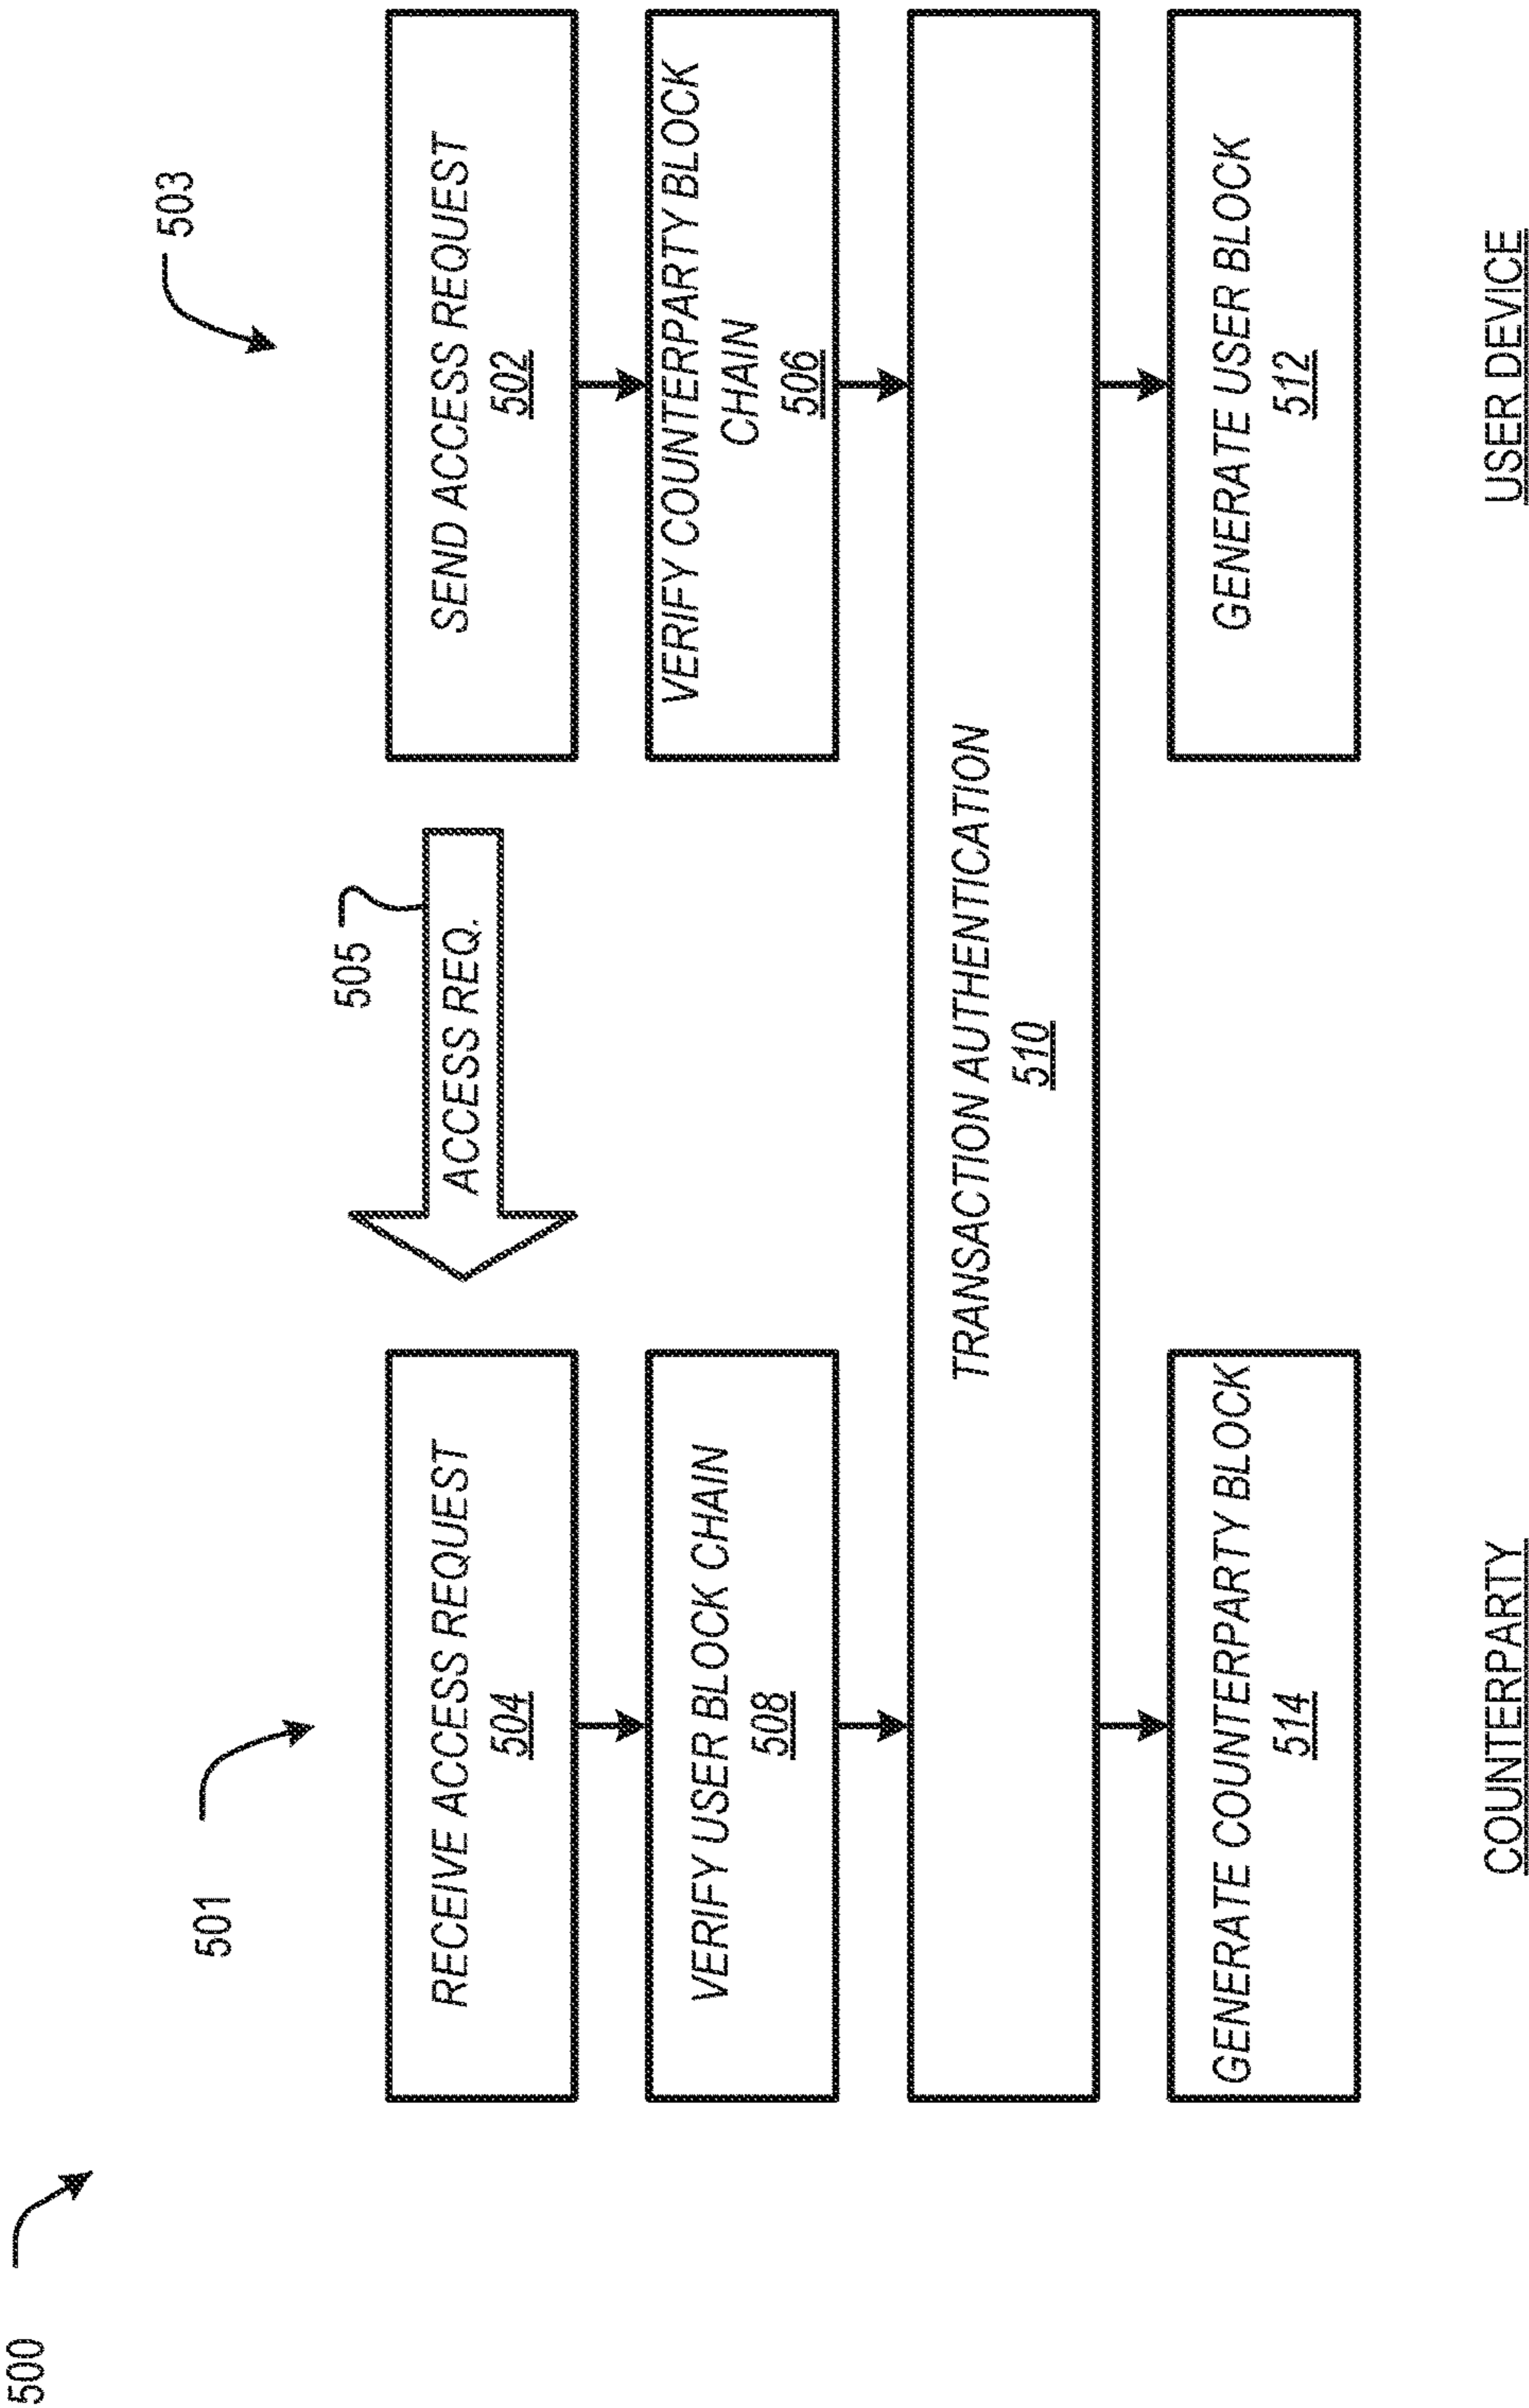 500
501
503
RECEIVE ACCESS REQUEST
504
505
ACCESS REQ.
SEND ACCESS REQUEST
502
VERIFY USER BLOCK CHAIN
508
VERIFY COUNTERPARTY BLOCK
CHAIN
506
TRANSACTION AUTHENTICATION
510
GENERATE COUNTERPARTY BLOCK
514
GENERATE USER BLOCK
512
COUNTERPARTY
USER DEVICE